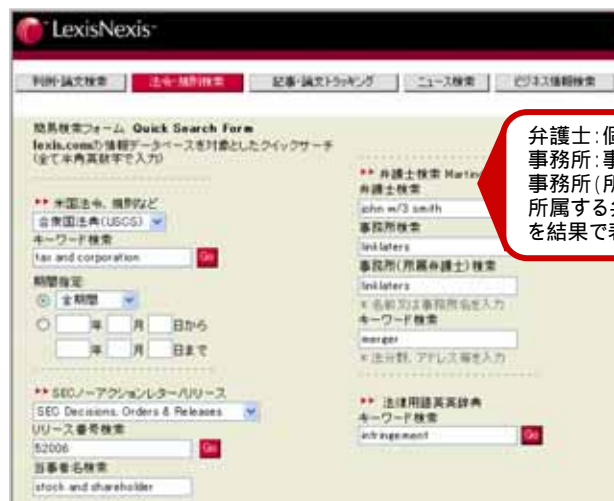 LexisNexis™
判例・論文検索
法令・規則検索
記事・論文トラッキング
ニュース検索
ビジネス情報検索
簡易検索フォーム Quick Search Form
lexis.comの情報データベースを対象としたクイックサーチ
(全て半角英数字で入力)
米国法令、規則など
合衆国法典(USCS)
キーワード検索
tax and corporation
Go
期間指定
全期間
年 月 日から
年 月 日まで
SECノーアクションレター/リリース
SEC Decisions, Orders & Releases
リリース番号検索
52006
Go
当事者名検索
stock and shareholder
弁護士検索 Martin
弁護士検索
john w/3 smith
事務所検索
linklaters
事務所(所属弁護士)検索
linklaters
※名前又は事務所名を入力
キーワード検索
merger
※法分類、アドレス等を入力
法律用語英英辞典
キーワード検索
infringement
Go
弁護士:個
事務所:事
事務所(所
所属する弁
を結果で表